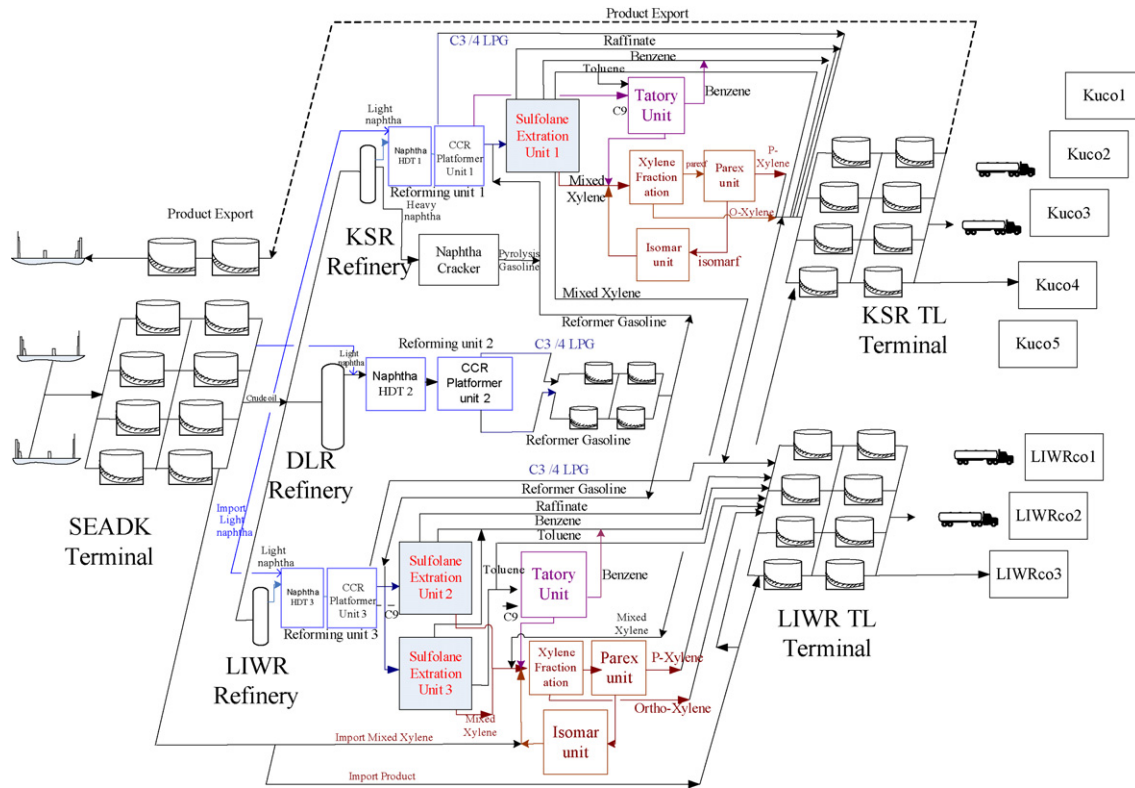 Product Export
C3 /4 LPG
Raffinate
Benzene
Toluene
Benzene
Tatory
Unit
C9
Light
naphtha
Naphtha
HDT 1
CCR
Platformer
Unit 1
Sulfolane
Extration
Unit 1
Reforming unit 1
Heavy
naphtha
Mixed
Xylene
Xylene
Fraction
ation
parexf
Parex
unit
P-
Xylene
O-Xylene
Isomar
unit
isomarf
KSR
Refinery
Naphtha
Cracker
Pyrolysis
Gasoline
Product Export
Kuco1
Kuco2
Kuco3
Kuco4
Kuco5
KSR TL
Terminal
Mixed Xylene
Reformer Gasoline
Reforming unit 2
C3 /4 LPG
Light
naphtha
Naphtha
HDT 2
CCR
Platformer
unit 2
Crude oil
Reformer Gasoline
DLR
Refinery
SEADK
Terminal
Import
Light
naphtha
C3 /4 LPG
Reformer Gasoline
Raffinate
Benzene
Toluene
Light
naphtha
Naphtha
HDT 3
CCR
Platformer
Unit 3
Reforming unit 3
C9
Sulfolane
Extration
Unit 2
Toluene
C9
Tatory
Unit
Benzene
Mixed
Xylene
Sulfolane
Extration
Unit 3
Xylene
Fraction
ation
Parex
unit
P-Xylene
Ortho-Xylene
Mixed
Xylene
Isomar
unit
LIWR
Refinery
Import Mixed Xylene
Import Product
LIWRco1
LIWRco2
LIWRco3
LIWR TL
Terminal